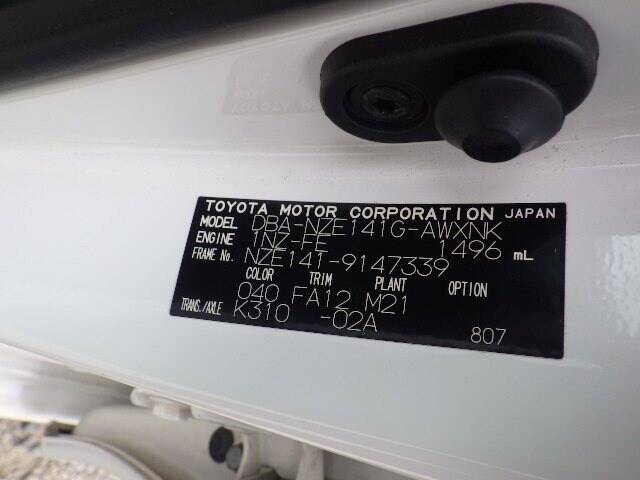 TOYOTA MOTOR CORPORATION JAPAN
MODEL DBA-NZE141G-AWXNK
ENGINE 1NZ-FE 1496 mL
FRAME No. NZE141-9147339
COLOR TRIM PLANT OPTION
040 FA12 M21
TRANS./AXLE K310 -02A
807